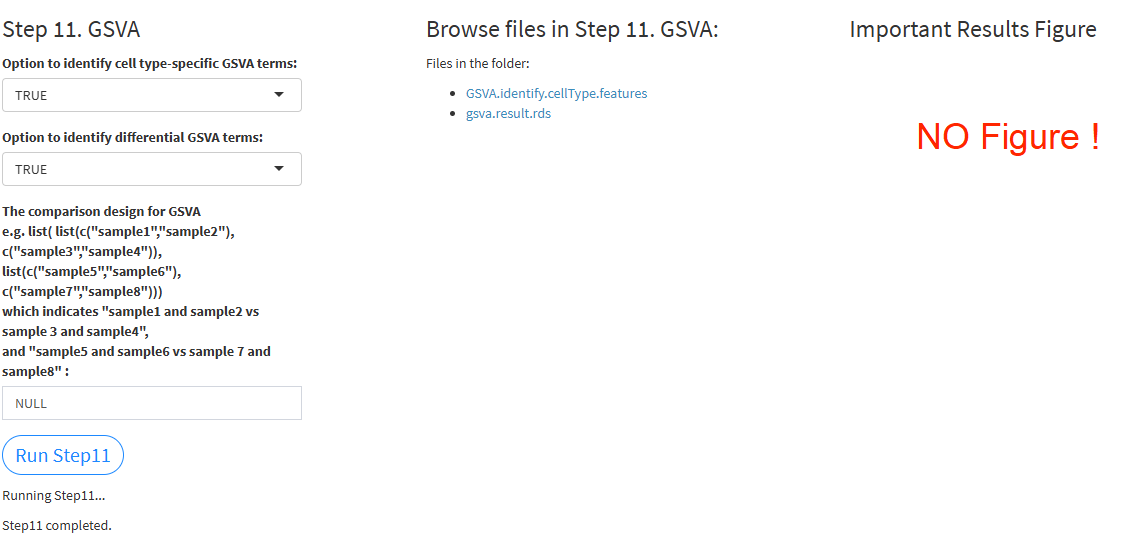 Step 11. GSVA
Option to identify cell type-specific GSVA terms:
TRUE
Option to identify differential GSVA terms:
TRUE
The comparison design for GSVA
e.g. list( list(c("sample1","sample2"),
c("sample3","sample4")),
list(c("sample5","sample6"),
c("sample7","sample8")))
which indicates "sample1 and sample2 vs
sample 3 and sample4",
and "sample5 and sample6 vs sample 7 and
sample8" :
NULL
Run Step11
Running Step11...
Step11 completed.
Browse files in Step 11. GSVA:
Files in the folder:
GSVA.identify.cellType.features
gsva.result.rds
Important Results Figure
NO Figure !